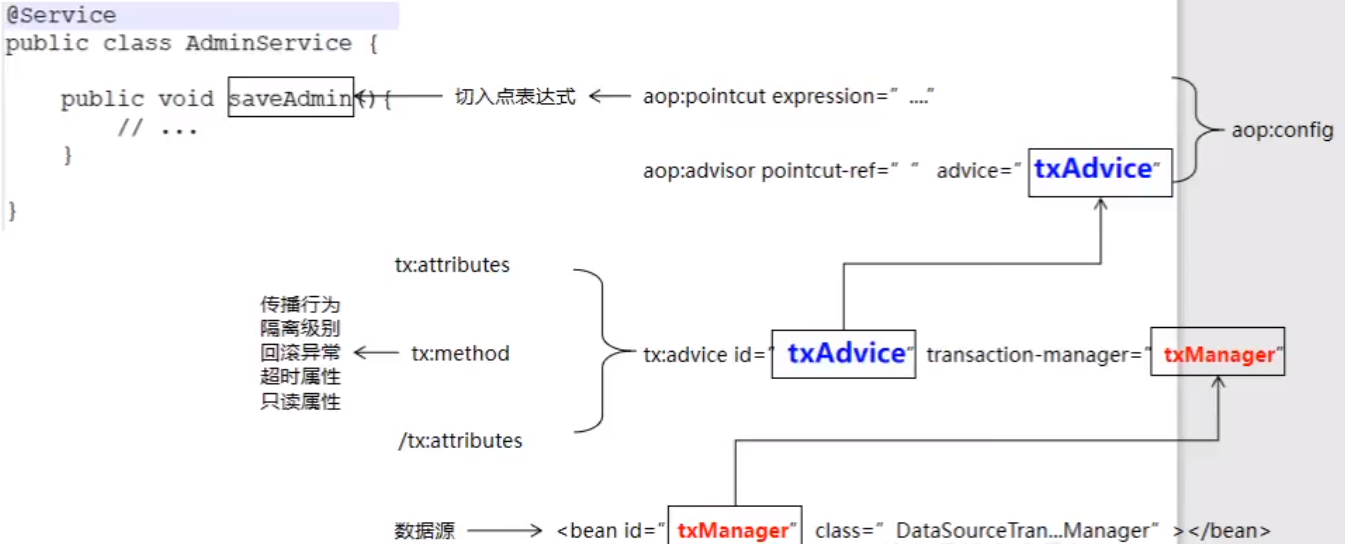 @Service
public class AdminService {
public void saveAdmin(){
// ...
}
}
切入点表达式
aop:pointcut expression=” ....”
aop:config
aop:advisor pointcut-ref=” “ advice=“ txAdvice”
tx:attributes
传播行为
隔离级别
回滚异常
超时属性
只读属性
tx:method
tx:advice id=“ txAdvice” transaction-manager=“ txManager”
/tx:attributes
数据源
<bean id=“ txManager” class=” DataSourceTran...Manager” ></bean>